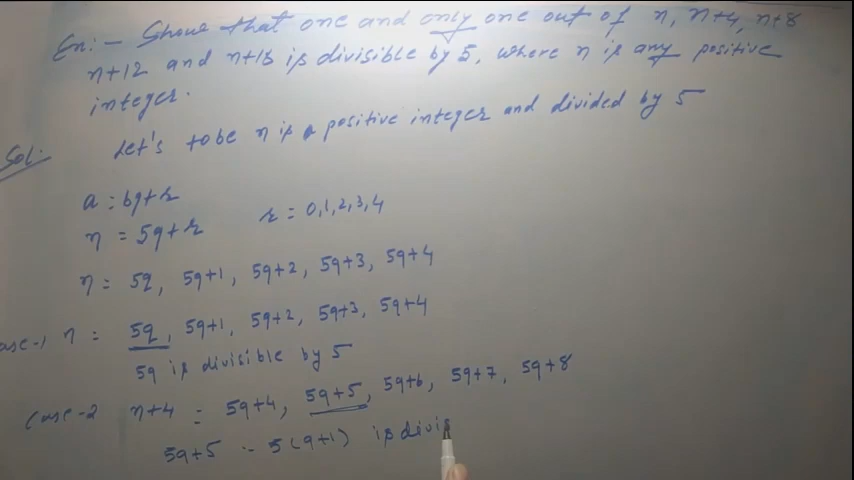 Ex:- Show that one and only one out of n, n+4, n+8
n+12 and n+16 is divisible by 5, where n is any positive
integer.
Sol: Let's to be n is a positive integer and divided by 5
a = bq+r
n = 5q+r r = 0,1,2,3,4
n = 5q, 5q+1, 5q+2, 5q+3, 5q+4
ase-1 n = 5q, 5q+1, 5q+2, 5q+3, 5q+4
5q is divisible by 5
Case-2 n+4 = 5q+4, 5q+5, 5q+6, 5q+7, 5q+8
5q+5 = 5(q+1) is divis